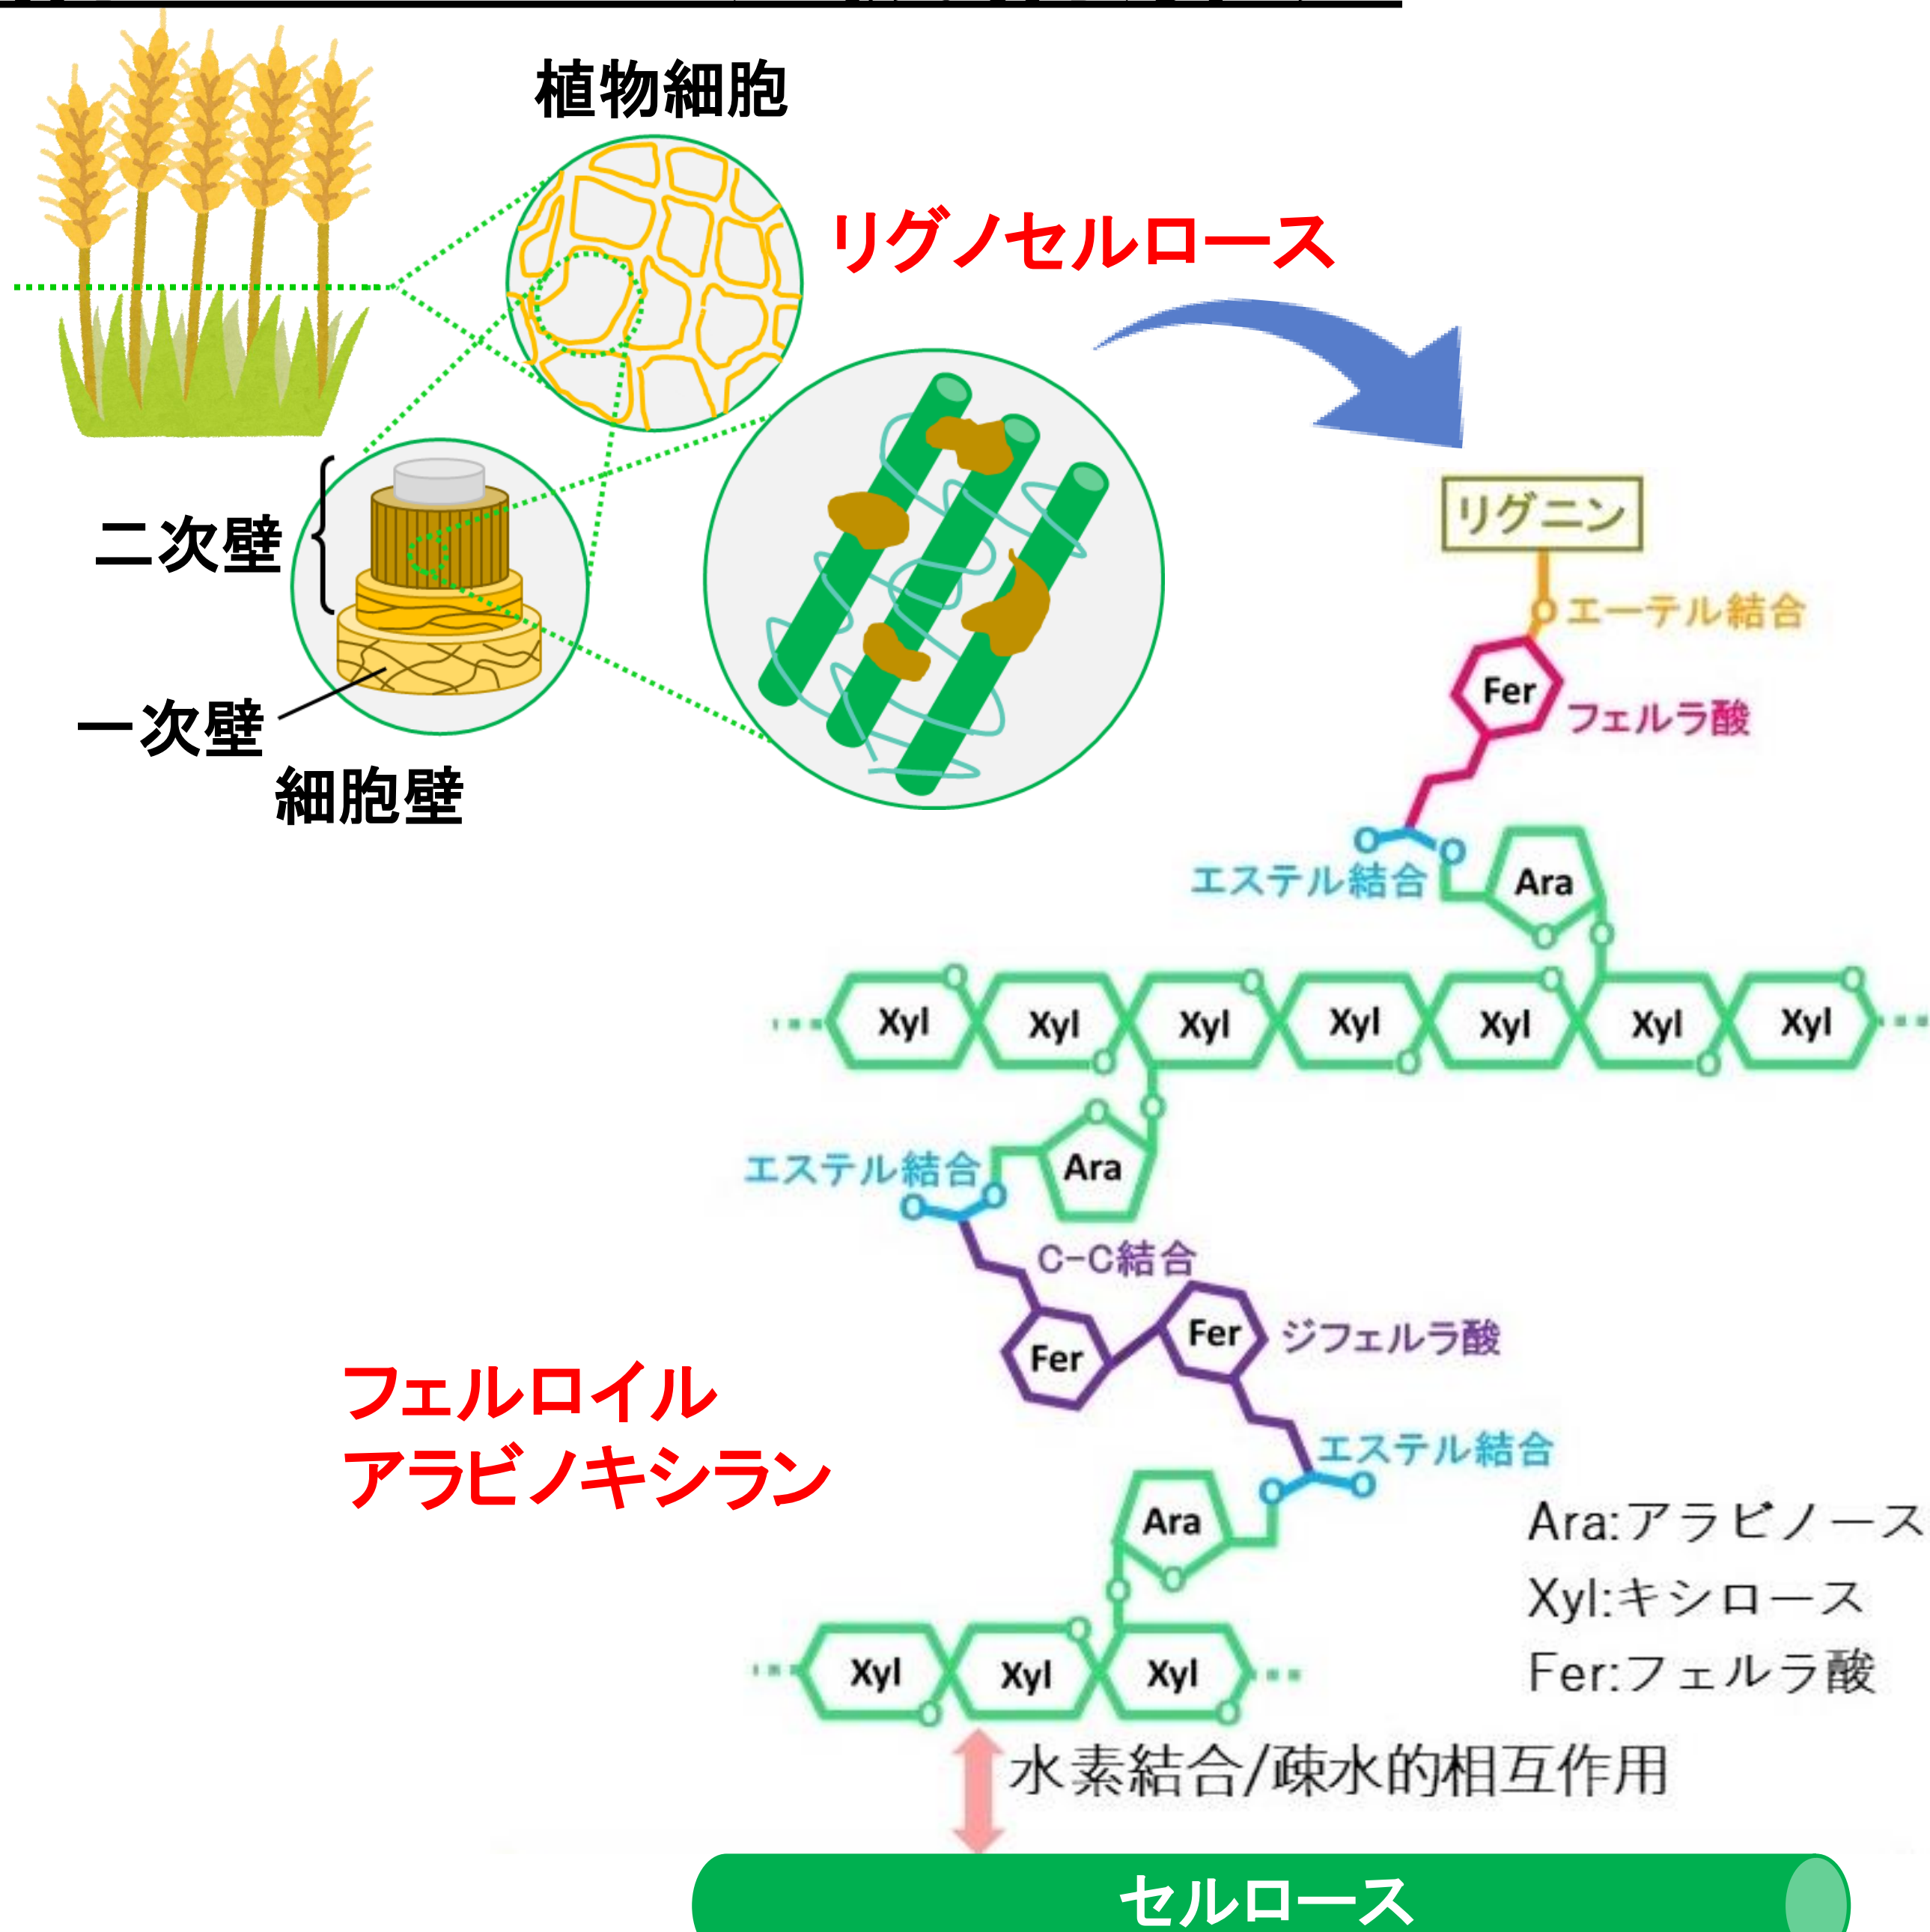 植物細胞
リグノセルロース
二次壁
一次壁
細胞壁
リグニン
O エーテル結合
Fer
フェルラ酸
O
O
エステル結合
Ara
O
O
O
O
O
O
Xyl
Xyl
Xyl
Xyl
Xyl
Xyl
Xyl
O
O
O
O
O
エステル結合
Ara
O
O
C-C結合
Fer
Fer
ジフェルラ酸
フェルロイル
アラビノキシラン
エステル結合
O
O
Ara
O
O
Ara:アラビノース
Xyl:キシロース
Fer:フェルラ酸
O
Xyl
Xyl
Xyl
O
O
水素結合/疎水的相互作用
セルロース